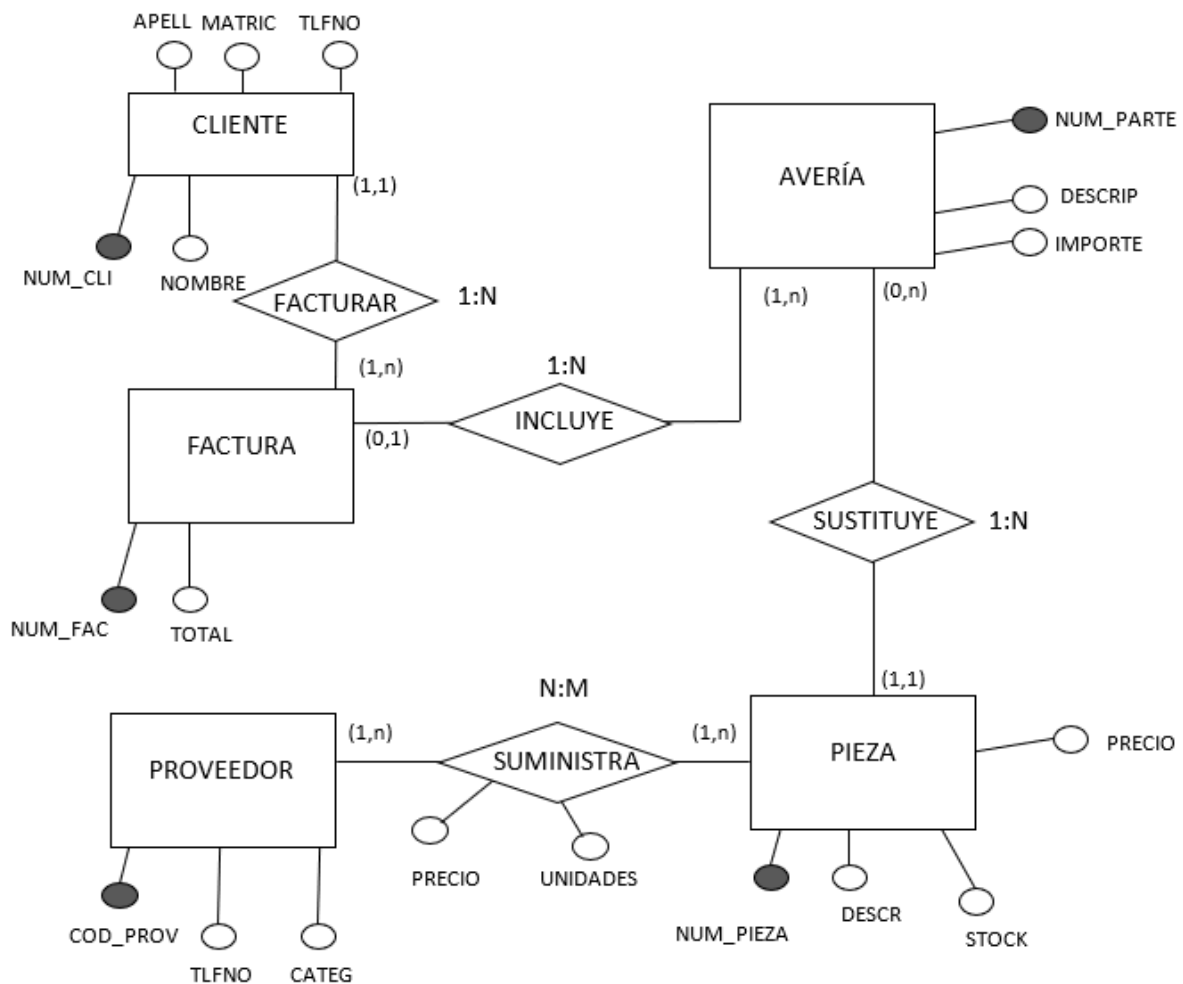 APELL MATRIC TLFNO
CLIENTE
(1,1)
NUM_CLI NOMBRE
FACTURAR 1:N
(1,n)
FACTURA
(0,1)
NUM_FAC TOTAL
1:N
INCLUYE
AVERÍA
NUM_PARTE
DESCRIP
IMPORTE
(1,n) (0,n)
SUSTITUYE 1:N
(1,1)
PIEZA
PRECIO
NUM_PIEZA DESCR STOCK
N:M
(1,n) SUMINISTRA (1,n)
PRECIO UNIDADES
PROVEEDOR
COD_PROV TLFNO CATEG